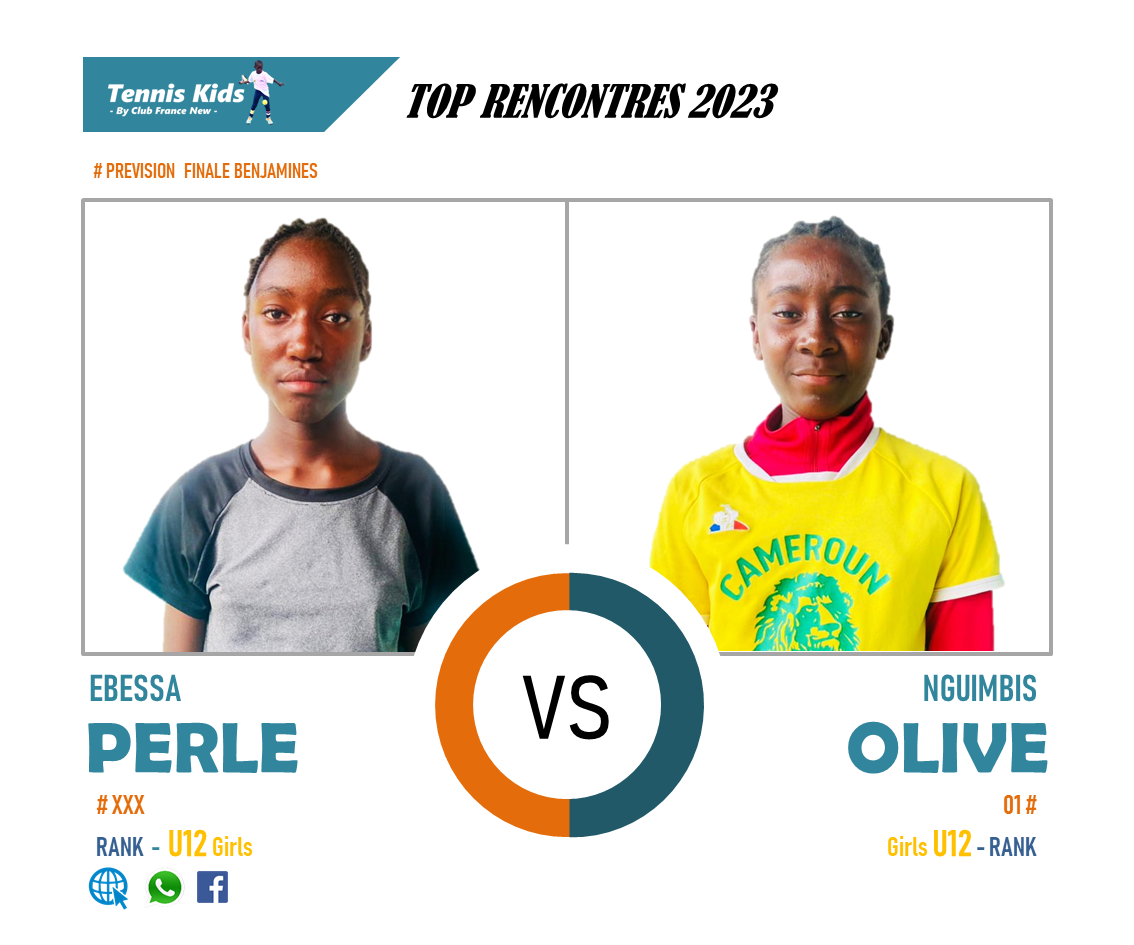 Tennis Kids
- By Club France New -
TOP RENCONTRES 2023
# PREVISION FINALE BENJAMINES
CAMEROUN
VS
EBESSA
PERLE
# XXX
RANK - U12 Girls
NGUIMBIS
OLIVE
01 #
Girls U12 - RANK